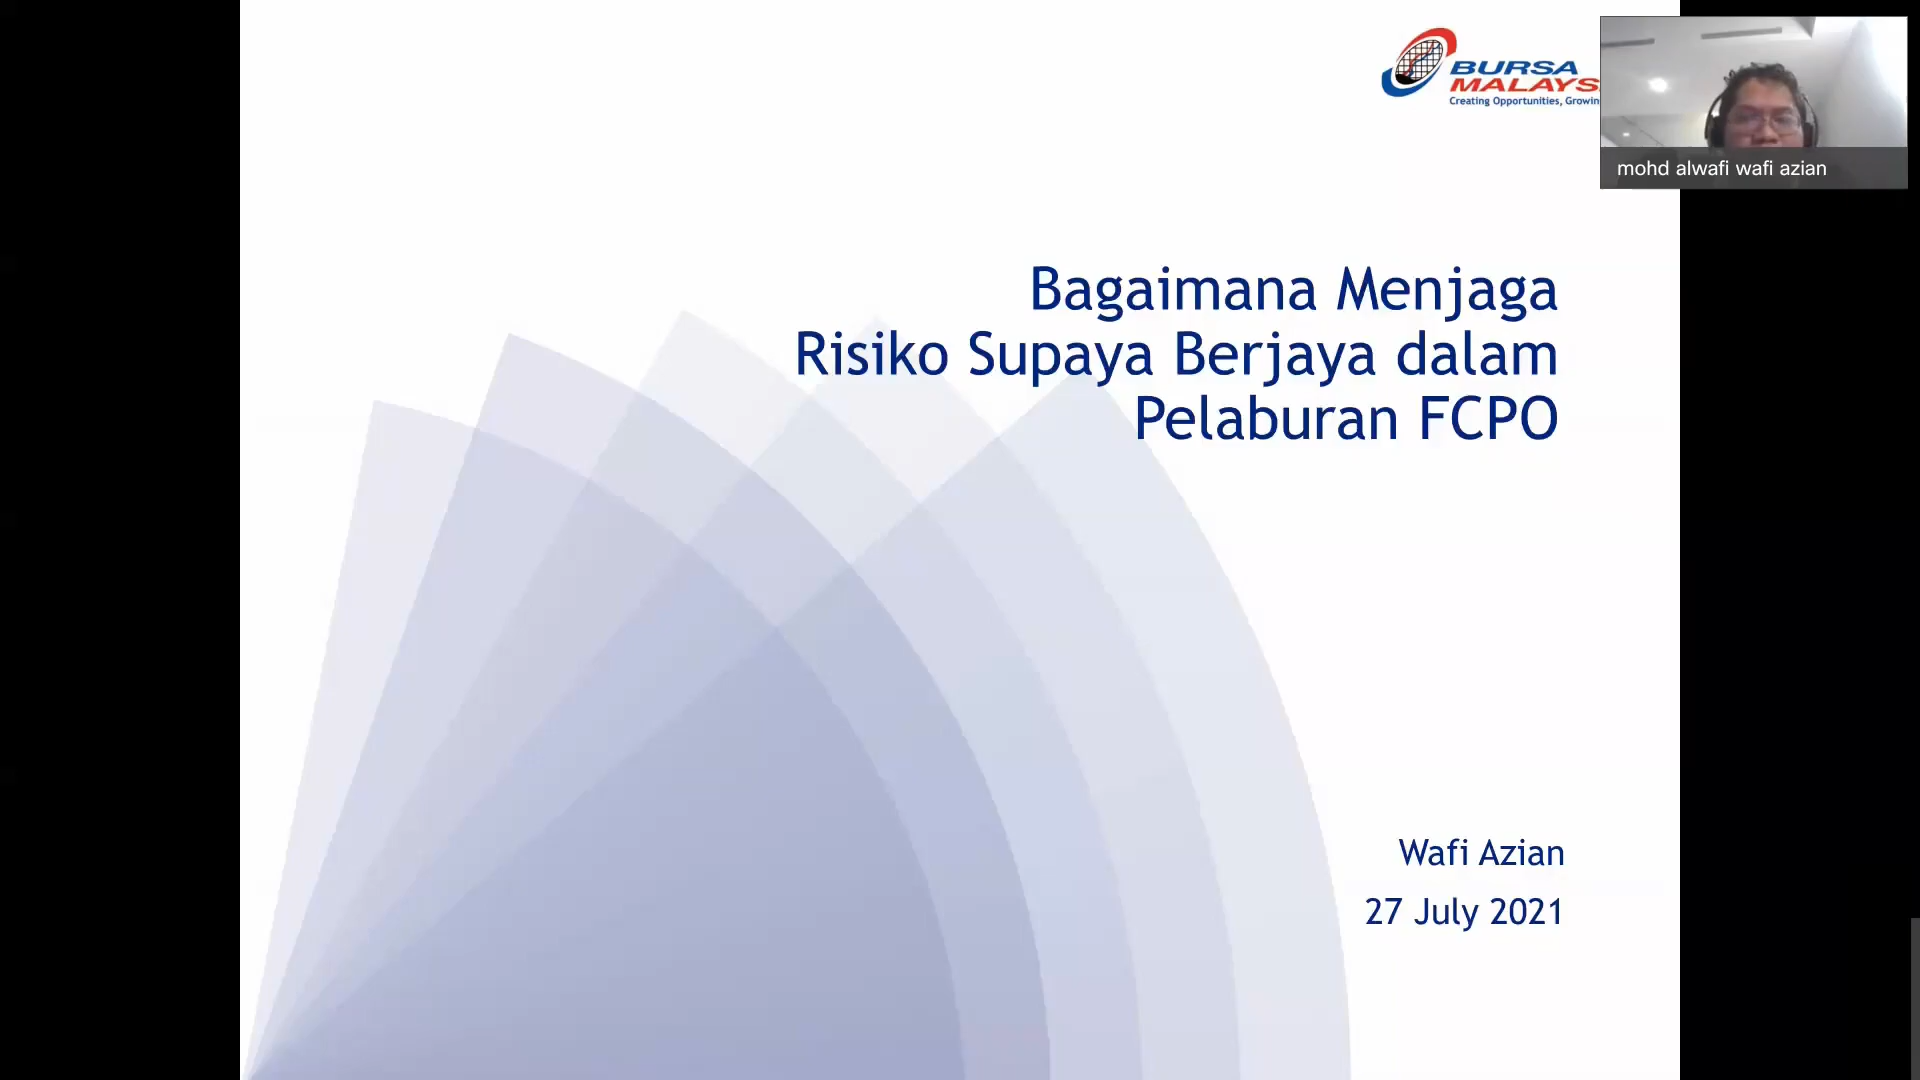 BURSA
MALAYS
Creating Opportunities, Growin
mohd alwafi wafi azian
Bagaimana Menjaga
Risiko Supaya Berjaya dalam
Pelaburan FCPO
Wafi Azian
27 July 2021